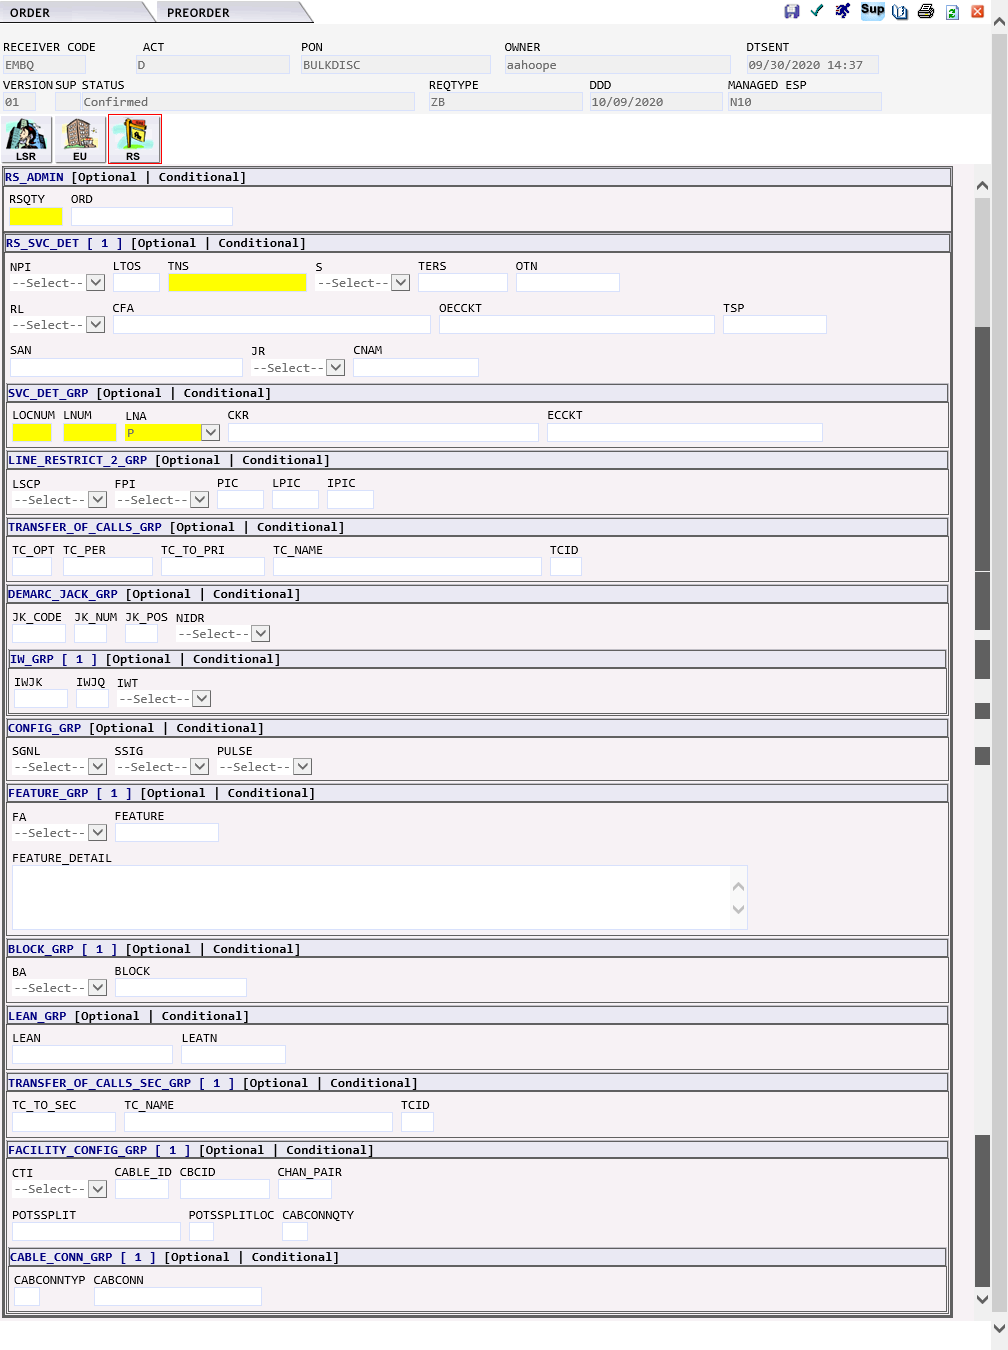 ORDER PREORDER Sup
RECEIVER CODE ACT PON OWNER DTSENT
EMBQ D BULKDISC aahoope 09/30/2020 14:37
VERSION SUP STATUS REQTYPE DDD MANAGED ESP
01 Confirmed ZB 10/09/2020 N10
LSR EU RS
RS_ADMIN [Optional | Conditional]
RSQTY ORD
RS_SVC_DET [ 1 ] [Optional | Conditional]
NPI LTOS TNS S TERS OTN
--Select-- --Select--
RL CFA OECCKT TSP
--Select--
SAN JR CNAM
--Select--
SVC_DET_GRP [Optional | Conditional]
LOCNUM LNUM LNA CKR ECCKT
P
LINE_RESTRICT_2_GRP [Optional | Conditional]
LSCP FPI PIC LPIC IPIC
--Select-- --Select--
TRANSFER_OF_CALLS_GRP [Optional | Conditional]
TC_OPT TC_PER TC_TO_PRI TC_NAME TCID
DEMARC_JACK_GRP [Optional | Conditional]
JK_CODE JK_NUM JK_POS NIDR
--Select--
IW_GRP [ 1 ] [Optional | Conditional]
IWJK IWJQ IWT
--Select--
CONFIG_GRP [Optional | Conditional]
SGNL SSIG PULSE
--Select-- --Select-- --Select--
FEATURE_GRP [ 1 ] [Optional | Conditional]
FA FEATURE
--Select--
FEATURE_DETAIL
BLOCK_GRP [ 1 ] [Optional | Conditional]
BA BLOCK
--Select--
LEAN_GRP [Optional | Conditional]
LEAN LEATN
TRANSFER_OF_CALLS_SEC_GRP [ 1 ] [Optional | Conditional]
TC_TO_SEC TC_NAME TCID
FACILITY_CONFIG_GRP [ 1 ] [Optional | Conditional]
CTI CABLE_ID CBCID CHAN_PAIR
--Select--
POTSSPLIT POTSSPLITLOC CABCONNQTY
CABLE_CONN_GRP [ 1 ] [Optional | Conditional]
CABCONNTYP CABCONN